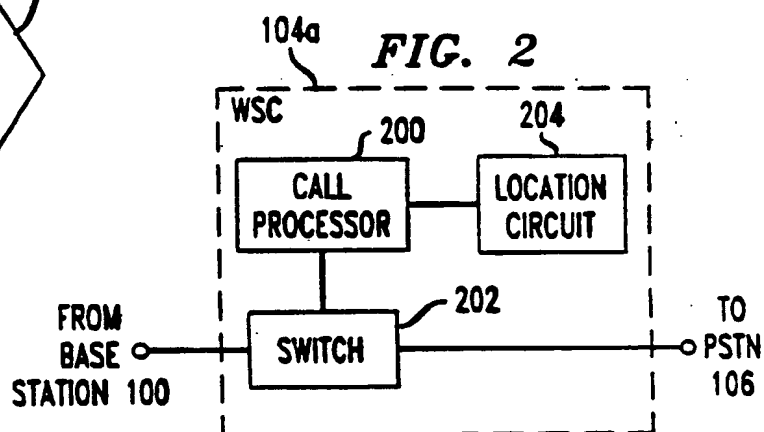 104a
FIG. 2
WSC
200
204
CALL
PROCESSOR
LOCATION
CIRCUIT
202
FROM
BASE
STATION 100
SWITCH
TO
PSTN
106